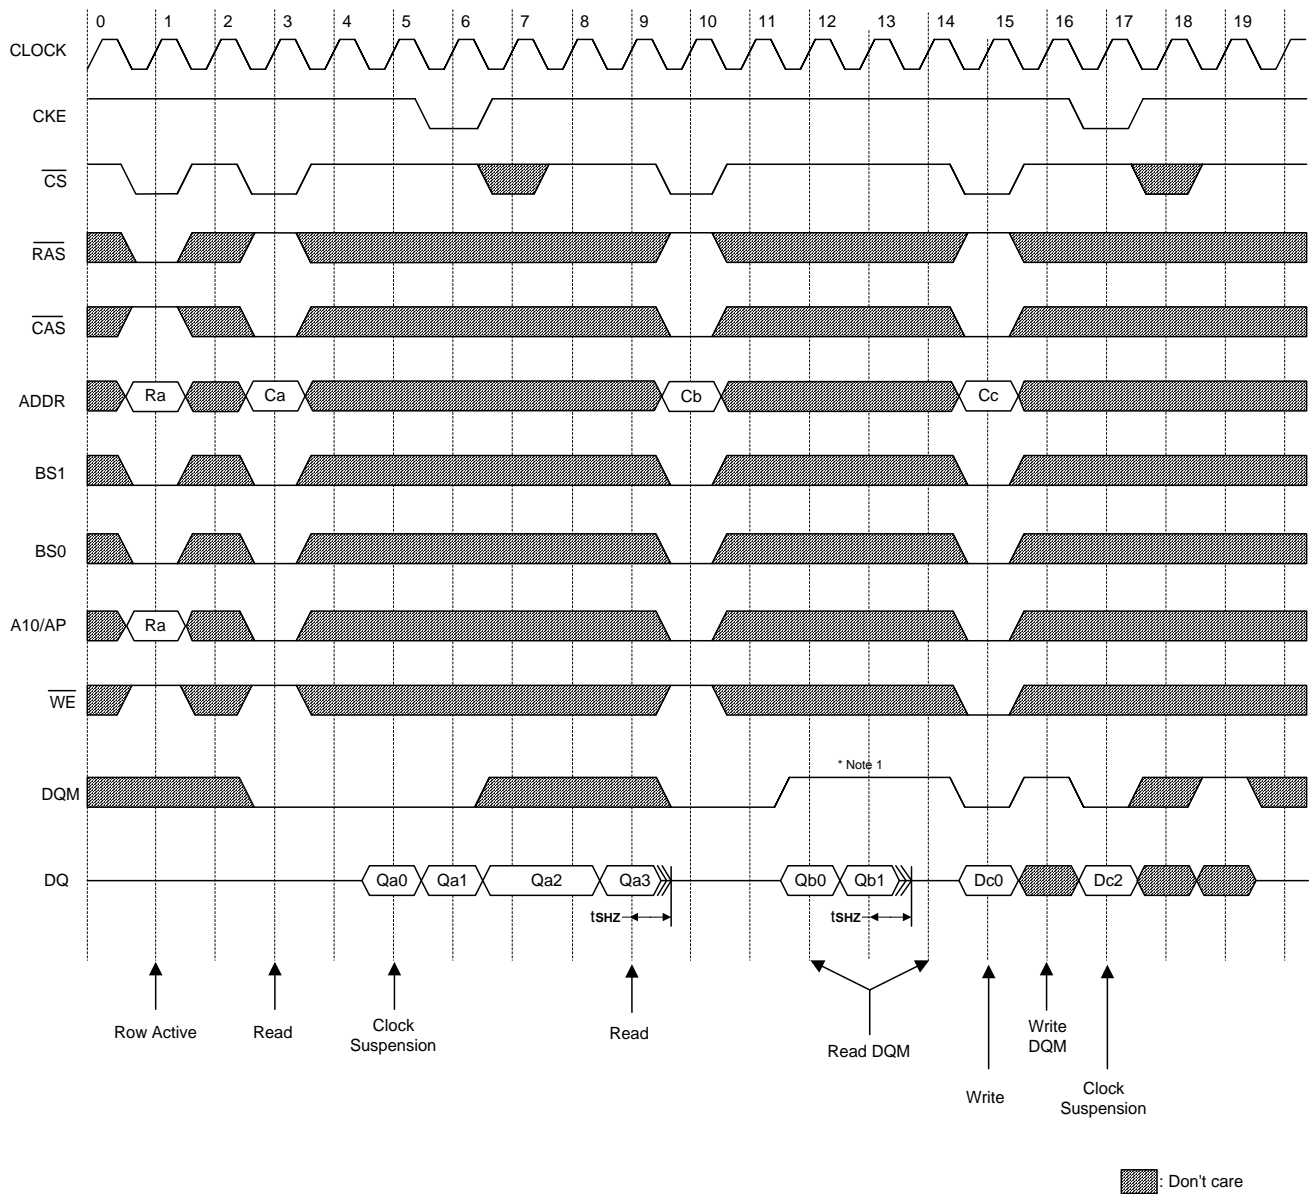 0 1 2 3 4 5 6 7 8 9 10 11 12 13 14 15 16 17 18 19
CLOCK
CKE
CS
RAS
CAS
ADDR Ra Ca Cb Cc
BS1
BS0
A10/AP Ra
WE
* Note 1
DQM
DQ Qa0 Qa1 Qa2 Qa3 Qb0 Qb1 Dc0 Dc2
tSHZ tSHZ
Row Active
Read
Clock
Suspension
Read
Read DQM
Write
DQM
Write
Clock
Suspension
: Don't care